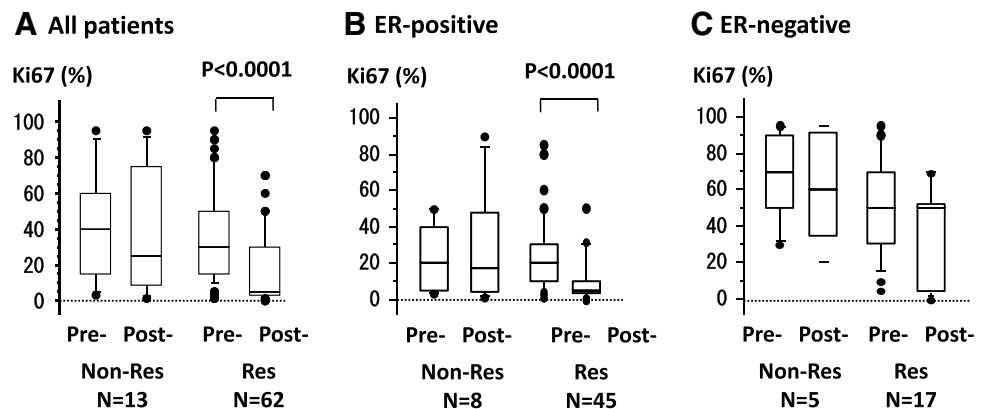 A All patients
Ki67 (%)
P<0.0001
100
80
60
40
20
0
Pre- Post- Pre- Post-
Non-Res Res
N=13 N=62
B ER-positive
Ki67 (%)
P<0.0001
100
80
60
40
20
0
Pre- Post- Pre- Post-
Non-Res Res
N=8 N=45
C ER-negative
Ki67 (%)
100
80
60
40
20
0
Pre- Post- Pre- Post-
Non-Res Res
N=5 N=17